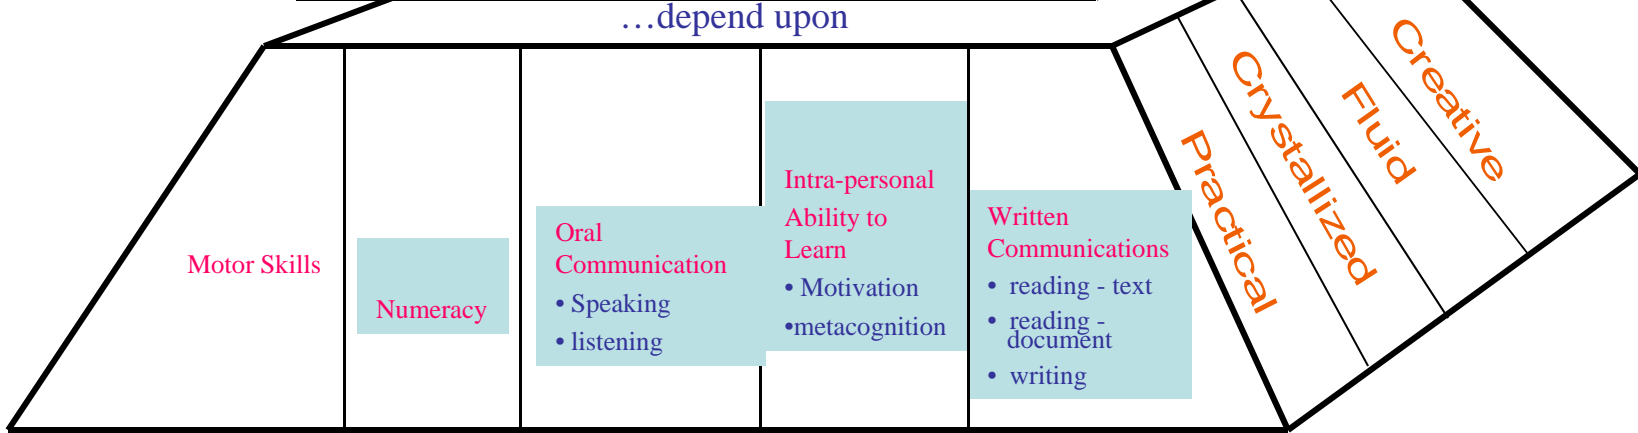 …depend upon
Motor Skills
Numeracy
Oral
Communication
• Speaking
• listening
Intra-personal
Ability to
Learn
• Motivation
•metacognition
Written
Communications
• reading - text
• reading -
document
• writing
Practical
Crystallized
Fluid
Creative